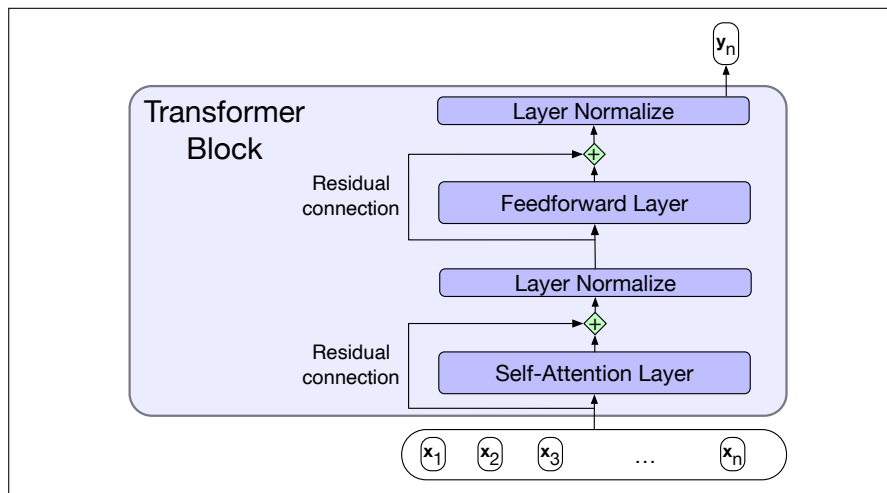 yn
Transformer
Block
Layer Normalize
+
Residual
connection
Feedforward Layer
Layer Normalize
+
Residual
connection
Self-Attention Layer
x1 x2 x3 ... xn